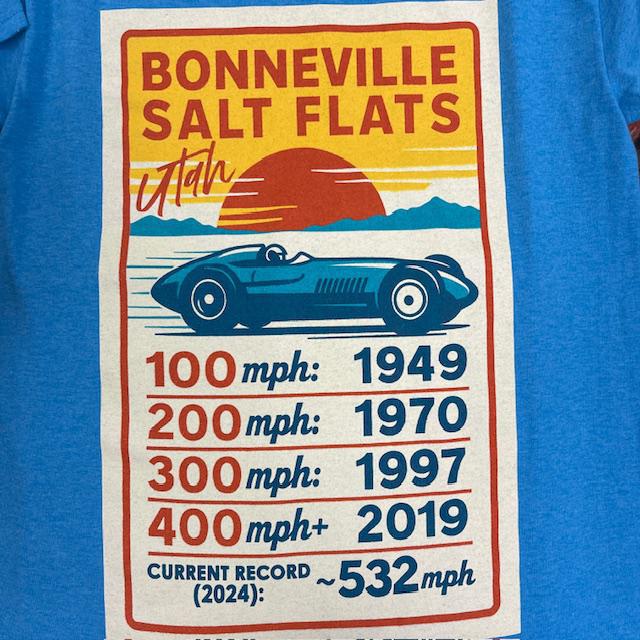 BONNEVILLE
SALT FLATS
Utah
100 mph: 1949
200 mph: 1970
300 mph: 1997
400 mph+ 2019
CURRENT RECORD
(2024): ~532 mph